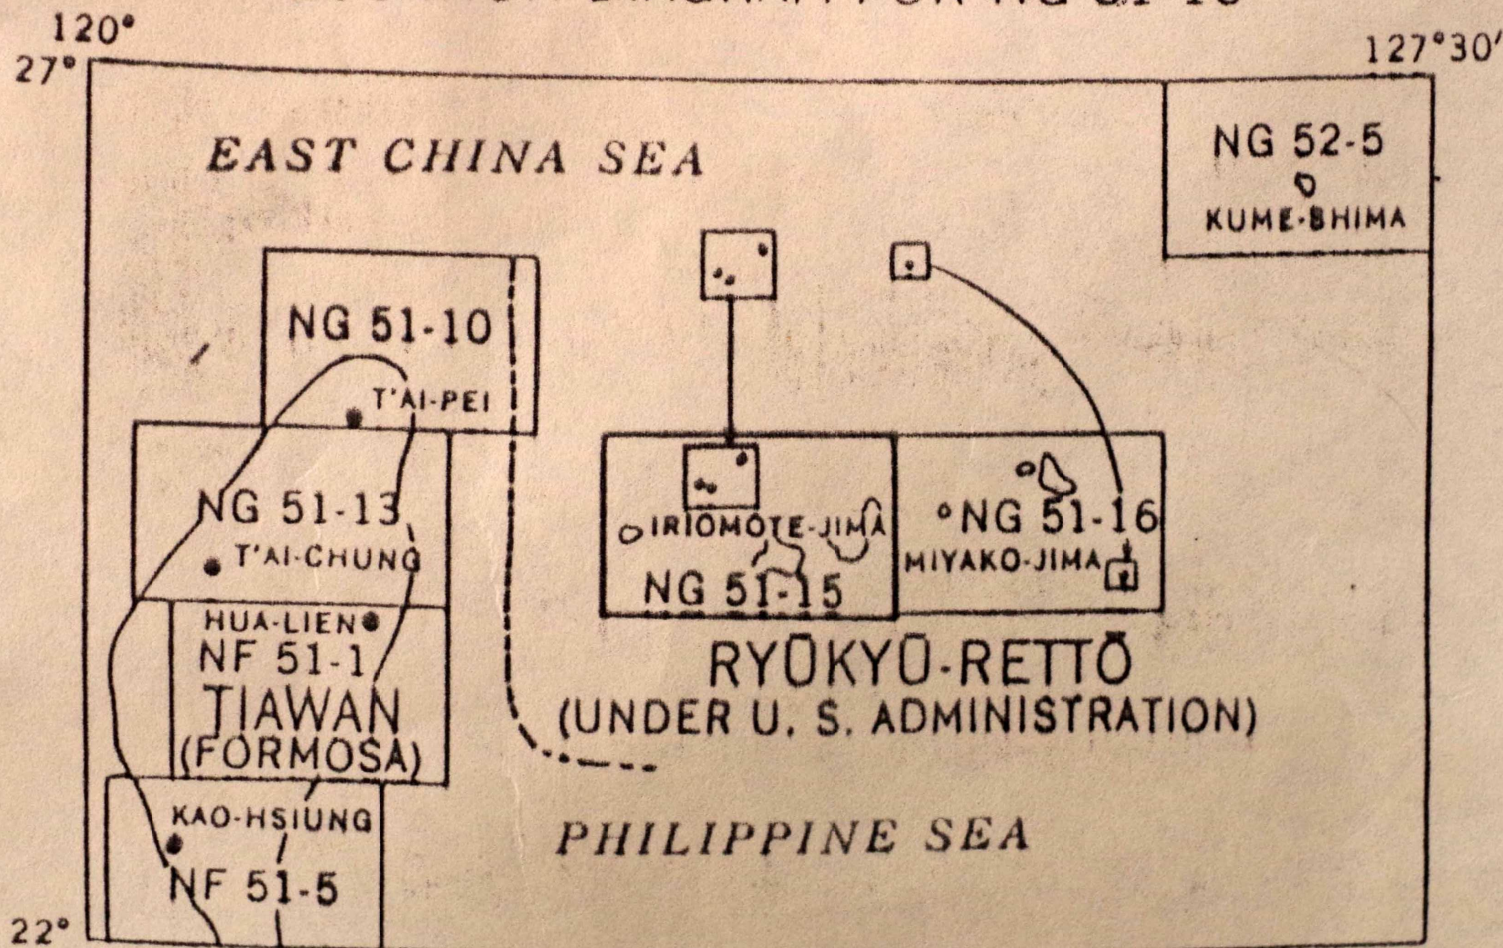 120°
127°30'
27°
EAST CHINA SEA
NG 52-5
KUME-SHIMA
NG 51-10
T'AI-PEI
NG 51-13
T'AI-CHUNG
IRIOMOTE-JIMA
NG 51-15
NG 51-16
MIYAKO-JIMA
HUA-LIEN
NF 51-1
TIAWAN
(FORMOSA)
RYŪKYŪ-RETTŌ
(UNDER U. S. ADMINISTRATION)
KAO-HSIUNG
NF 51-5
PHILIPPINE SEA
22°